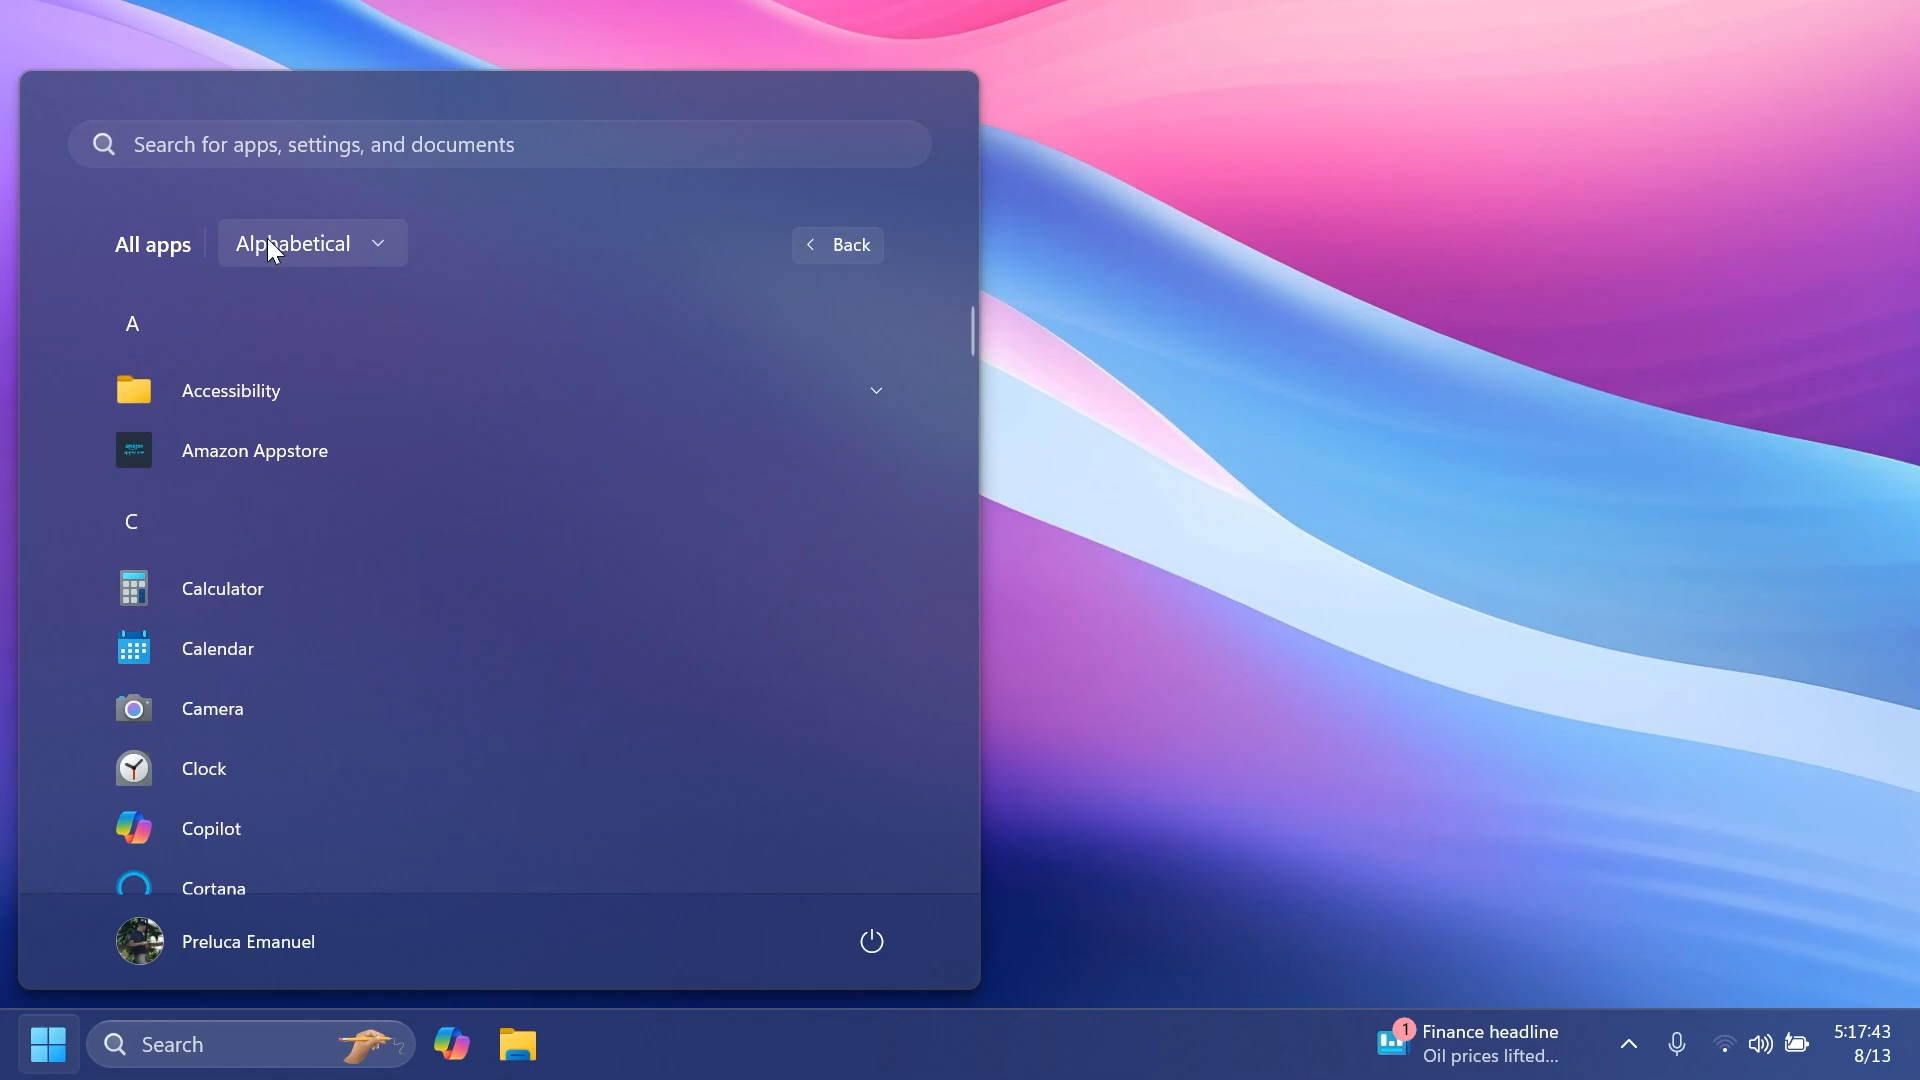 Search for apps, settings, and documents
All apps
Alphabetical
Back
A
Accessibility
Amazon Appstore
C
Calculator
Calendar
Camera
Clock
Copilot
Cortana
Preluca Emanuel
Search
1
Finance headline
Oil prices lifted...
5:17:43
8/13